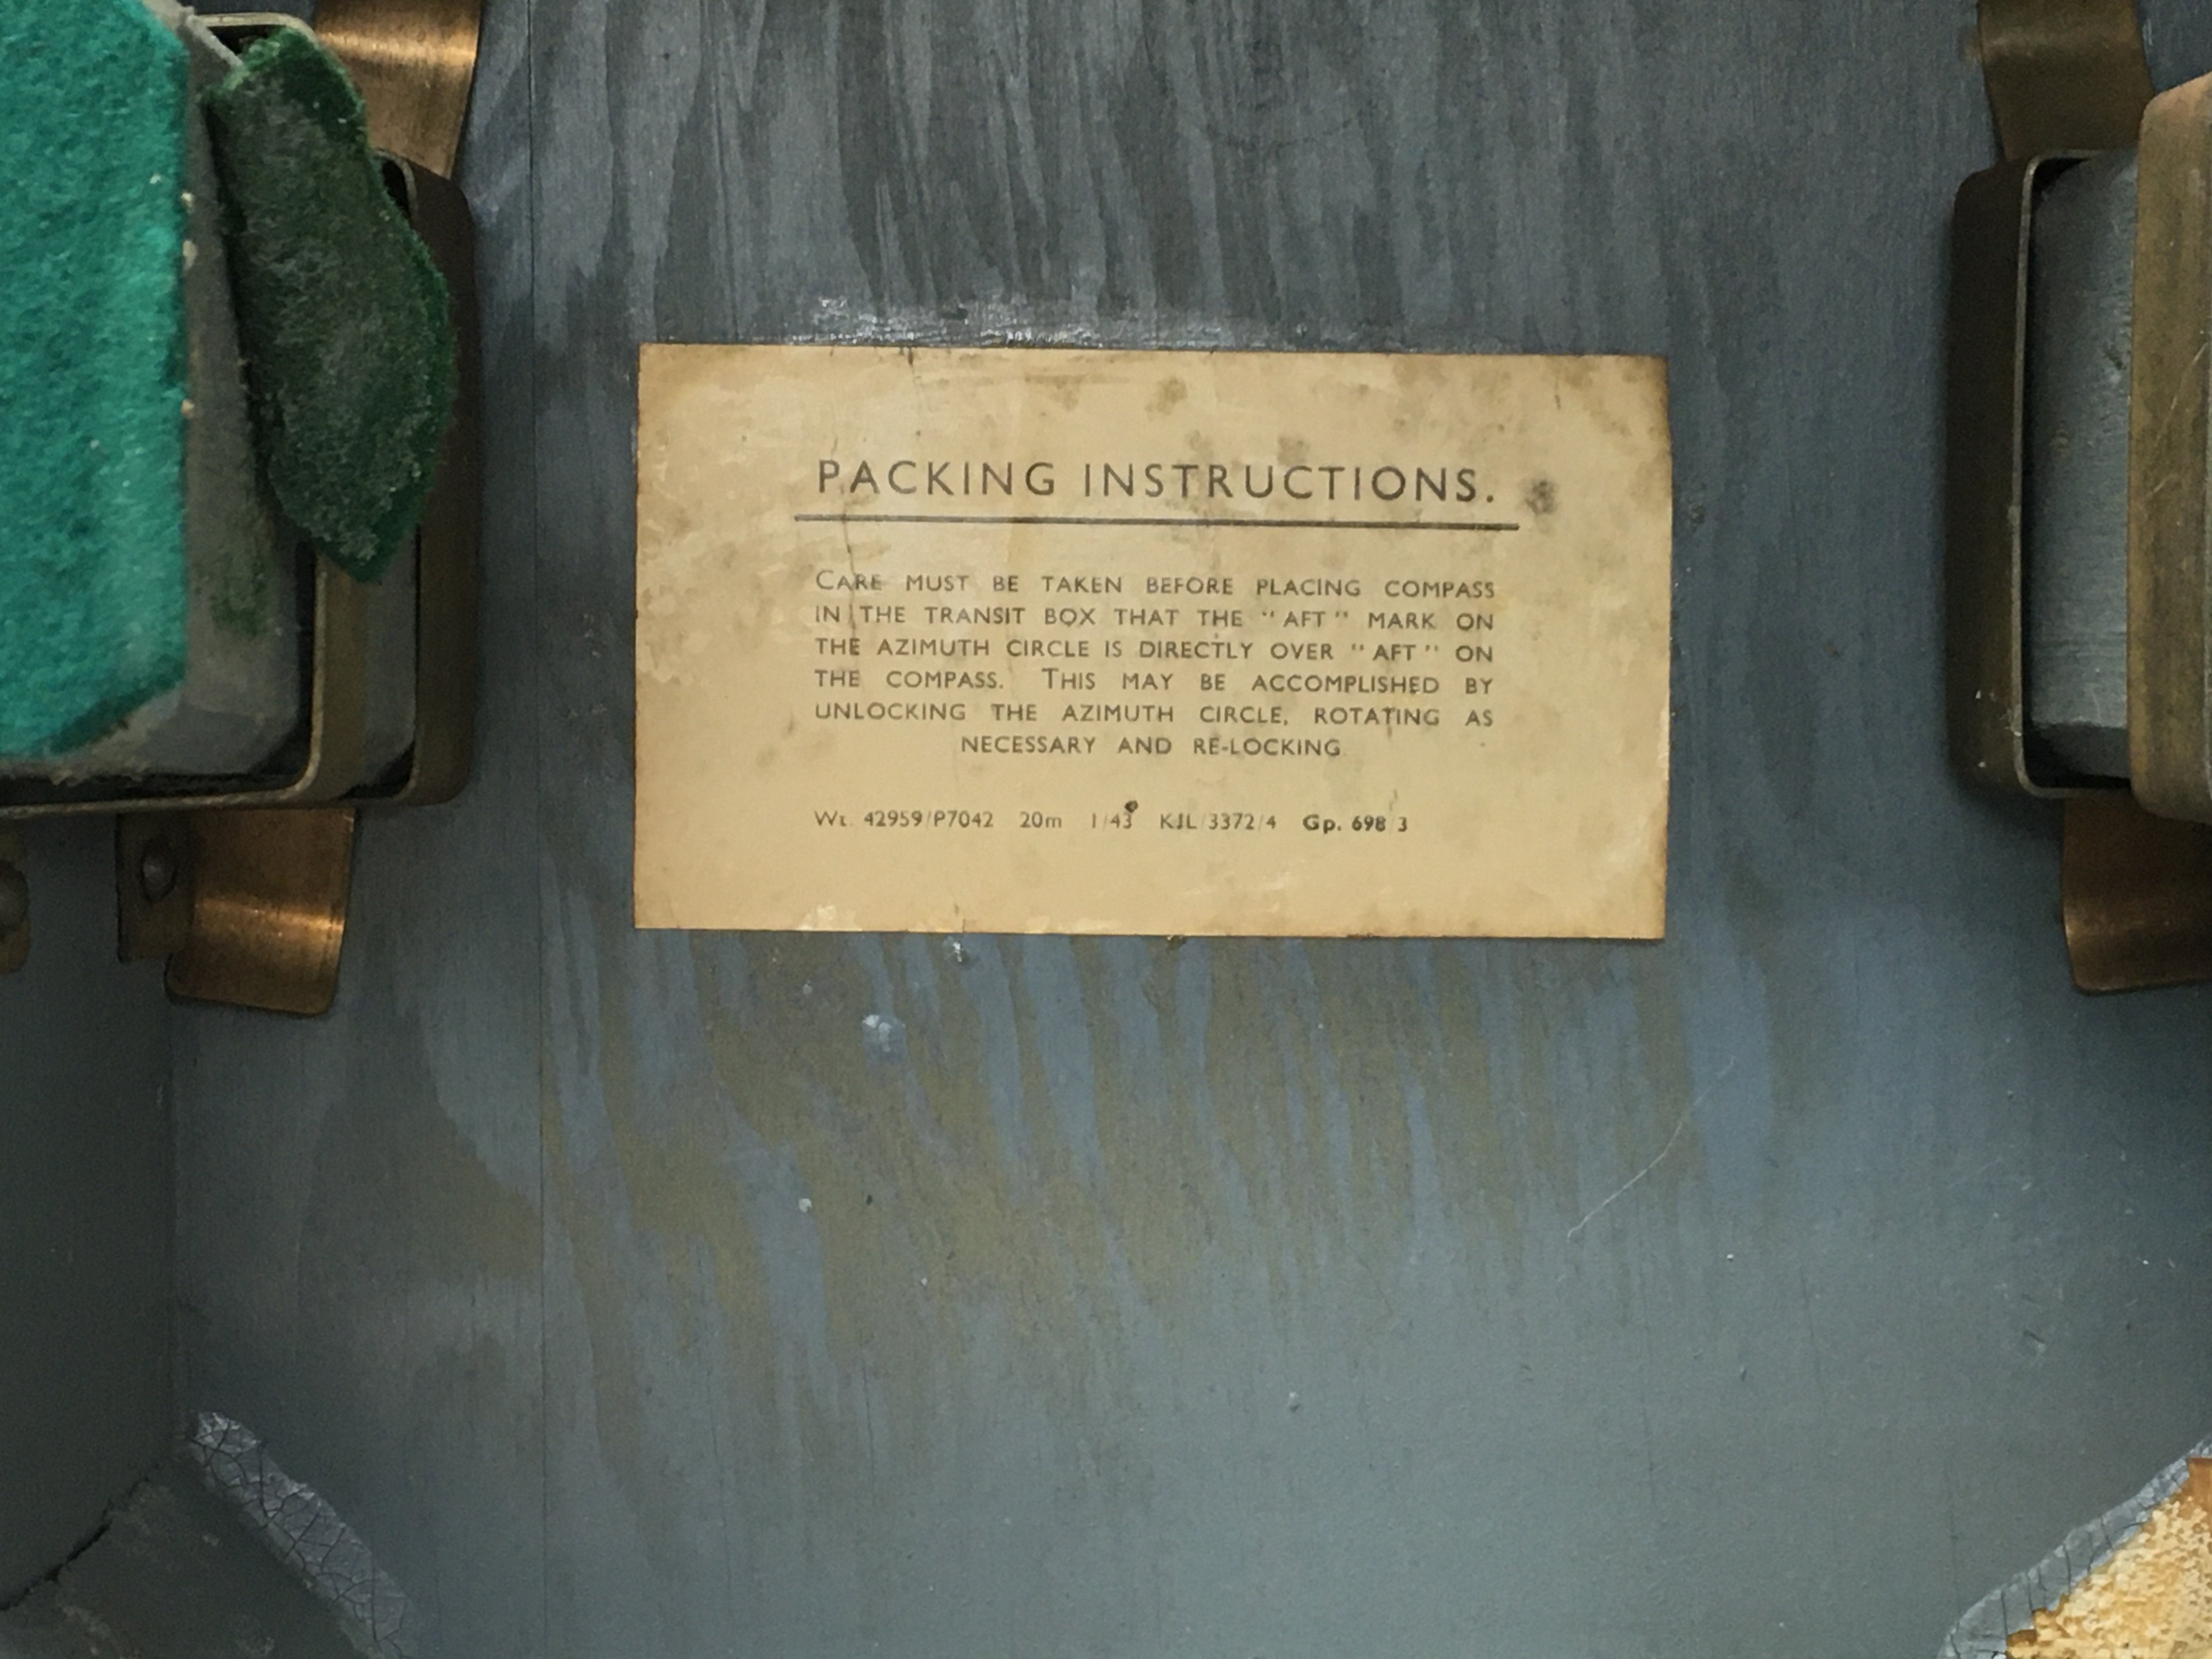 PACKING INSTRUCTIONS.
CARE MUST BE TAKEN BEFORE PLACING COMPASS
IN THE TRANSIT BOX THAT THE "AFT" MARK ON
THE AZIMUTH CIRCLE IS DIRECTLY OVER "AFT" ON
THE COMPASS. THIS MAY BE ACCOMPLISHED BY
UNLOCKING THE AZIMUTH CIRCLE, ROTATING AS
NECESSARY AND RE-LOCKING
Wt. 42959/P7042 20m 1/43 KJL/3372/4 Gp. 698/3